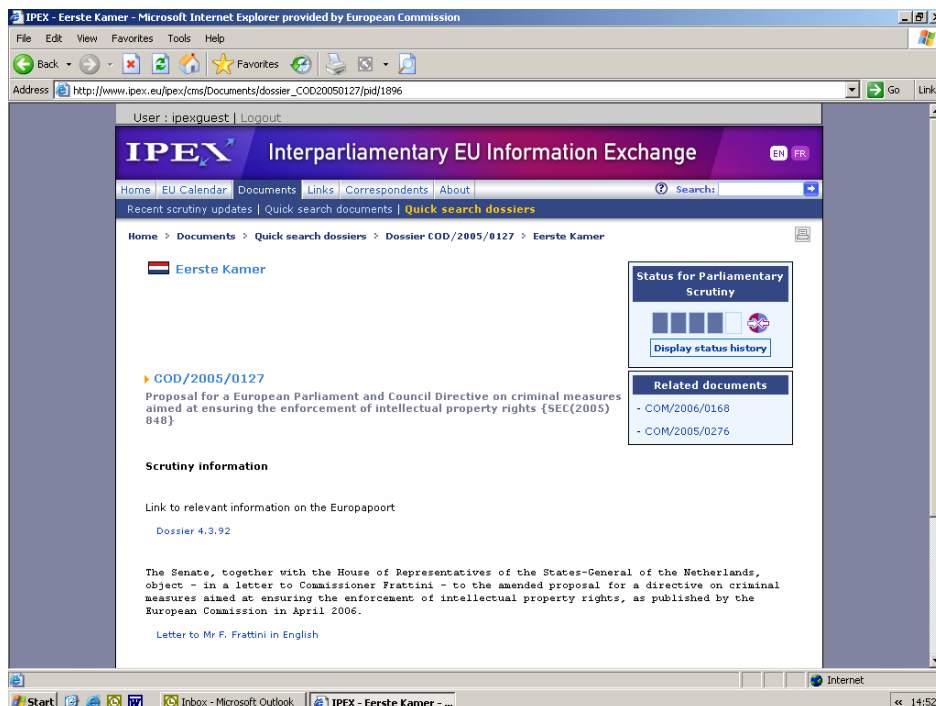 IPEX - Eerste Kamer - Microsoft Internet Explorer provided by European Commission
File Edit View Favorites Tools Help
Back Favorites
Address http://www.ipex.eu/ipex/cms/Documents/dossier_COD20050127/pid/1896 Go Link
User : ipexguest | Logout
IPEX Interparliamentary EU Information Exchange EN FR
Home EU Calendar Documents Links Correspondents About ? Search:
Recent scrutiny updates | Quick search documents | Quick search dossiers
Home > Documents > Quick search dossiers > Dossier COD/2005/0127 > Eerste Kamer
Eerste Kamer
Status for Parliamentary
Scrutiny
Display status history
COD/2005/0127
Proposal for a European Parliament and Council Directive on criminal measures
aimed at ensuring the enforcement of intellectual property rights {SEC(2005)
848}
Related documents
- COM/2006/0168
- COM/2005/0276
Scrutiny information
Link to relevant information on the Europapoort
Dossier 4.3.92
The Senate, together with the House of Representatives of the States-General of the Netherlands,
object - in a letter to Commissioner Frattini - to the amended proposal for a directive on criminal
measures aimed at ensuring the enforcement of intellectual property rights, as published by the
European Commission in April 2006.
Letter to Mr F. Frattini in English
Internet
Start Inbox - Microsoft Outlook IPEX - Eerste Kamer - ... « 14:52